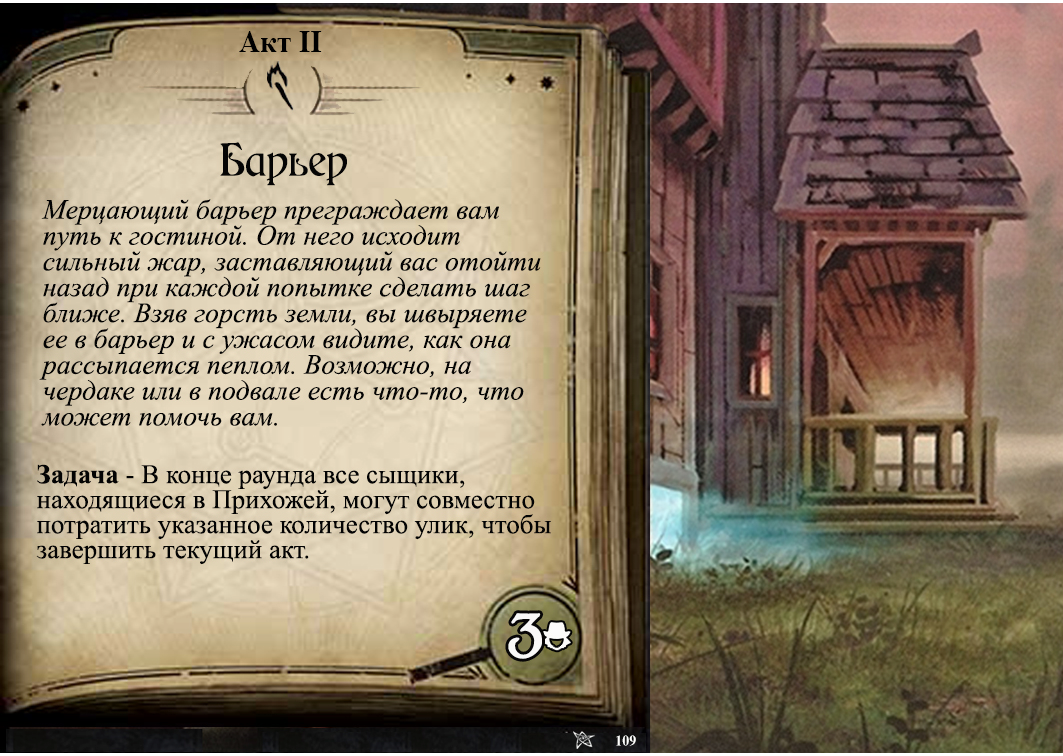 Акт II
Барьер
Мерцающий барьер преграждает вам
путь к гостиной. От него исходит
сильный жар, заставляющий вас отойти
назад при каждой попытке сделать шаг
ближе. Взяв горсть земли, вы швыряете
ее в барьер и с ужасом видите, как она
рассыпается пеплом. Возможно, на
чердаке или в подвале есть что-то, что
может помочь вам.
Задача - В конце раунда все сыщики,
находящиеся в Прихожей, могут совместно
потратить указанное количество улик, чтобы
завершить текущий акт.
3
109